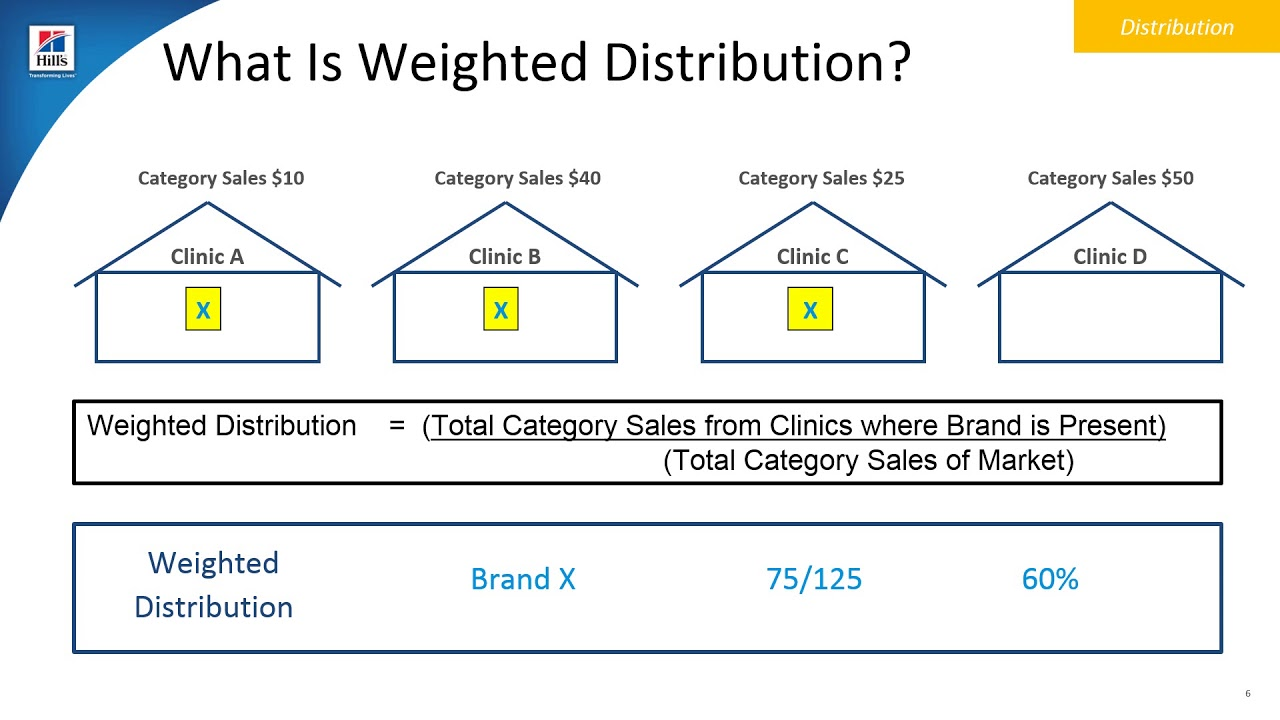 Distribution
Hill's
Transforming Lives™
What Is Weighted Distribution?
Category Sales $10
Category Sales $40
Category Sales $25
Category Sales $50
Clinic A
Clinic B
Clinic C
Clinic D
X
X
X
Weighted Distribution = (Total Category Sales from Clinics where Brand is Present)
(Total Category Sales of Market)
Weighted
Distribution
Brand X
75/125
60%
6